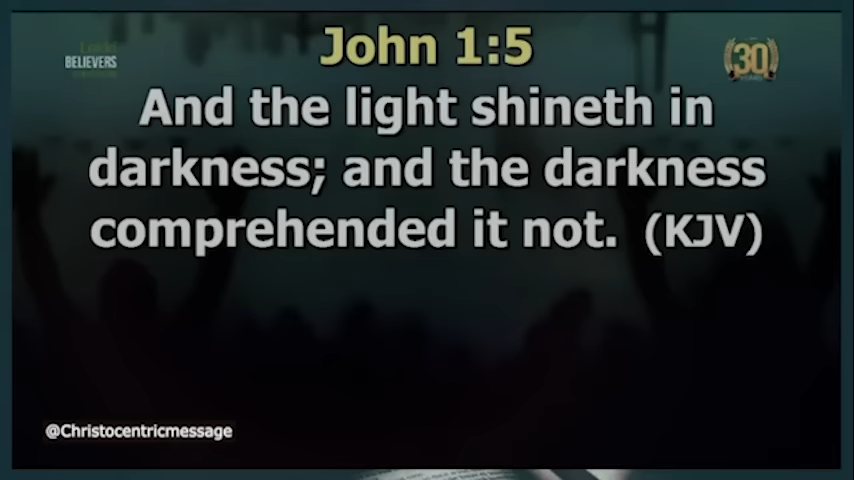 John 1:5
BELIEVERS
30
And the light shineth in
darkness; and the darkness
comprehended it not. (KJV)
@Christocentricmessage